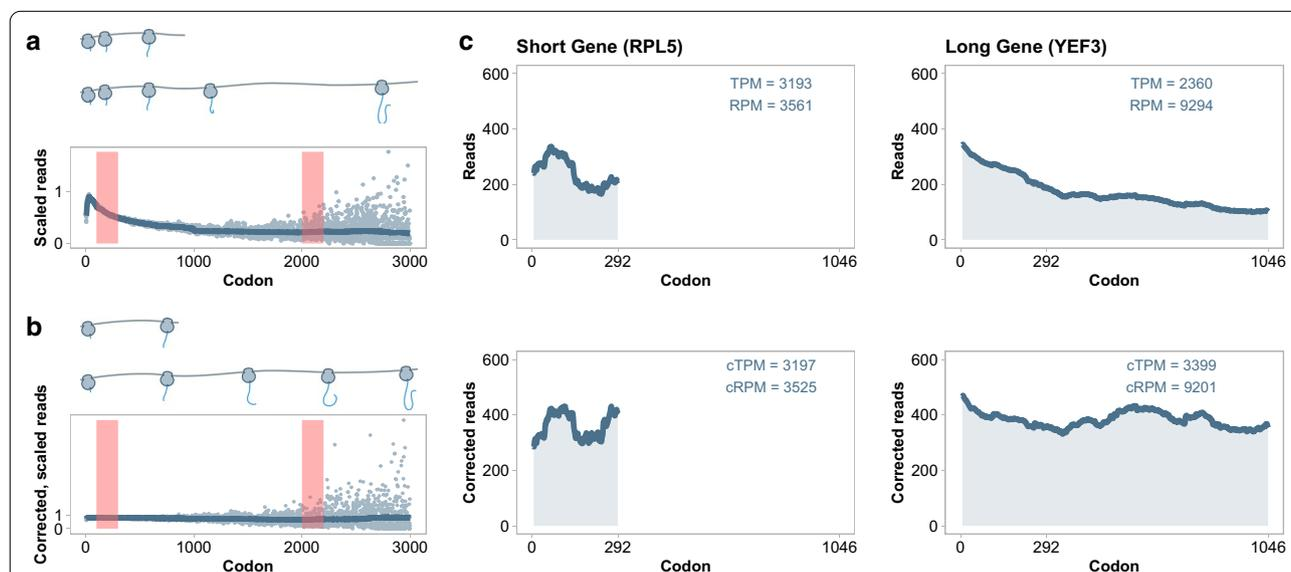 a
Scaled reads
1
0
0 1000 2000 3000
Codon
b
Corrected, scaled reads
1
0
0 1000 2000 3000
Codon
c
Short Gene (RPL5)
Reads
600
400
200
0
TPM = 3193
RPM = 3561
0 292 1046
Codon
Long Gene (YEF3)
Reads
600
400
200
0
TPM = 2360
RPM = 9294
0 292 1046
Codon
Corrected reads
600
400
200
0
cTPM = 3197
cRPM = 3525
0 292 1046
Codon
Corrected reads
600
400
200
0
cTPM = 3399
cRPM = 9201
0 292 1046
Codon